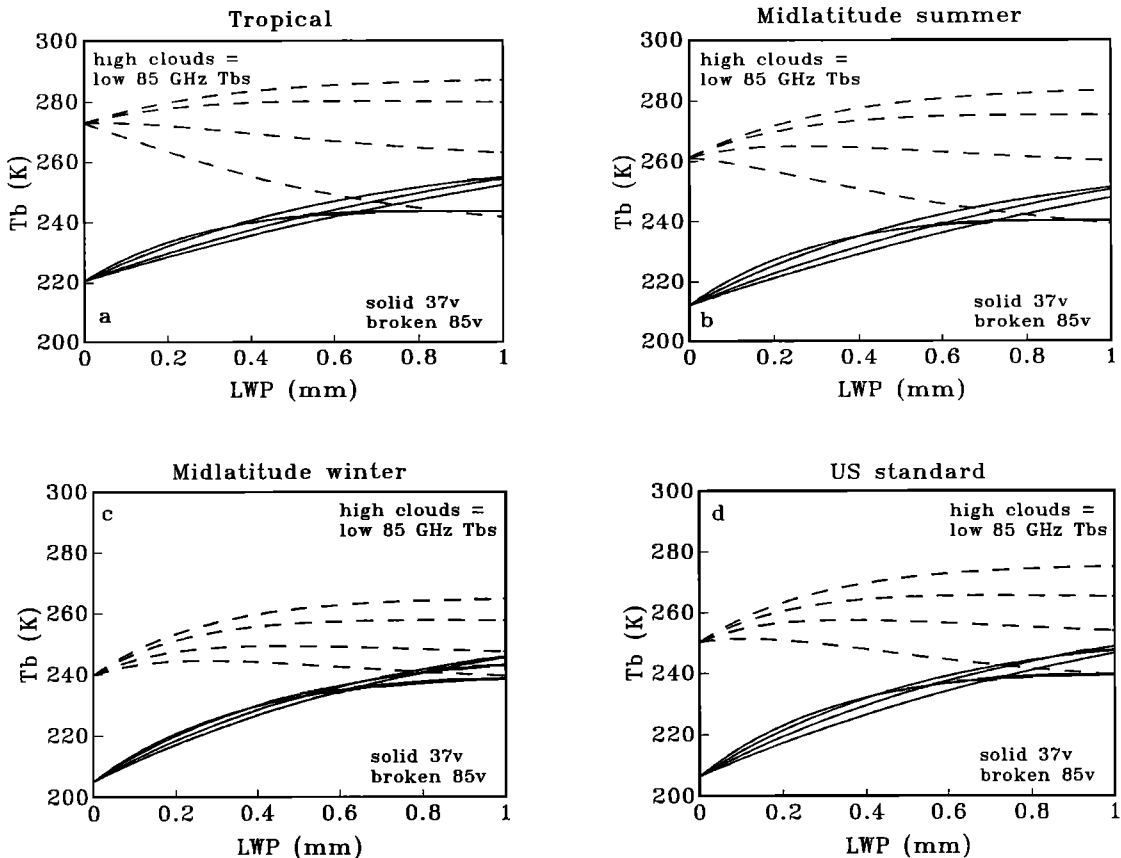 Tropical
300
280
260
240
220
200
Tb (K)
high clouds =
low 85 GHz Tbs
a
solid 37v
broken 85v
0 0.2 0.4 0.6 0.8 1
LWP (mm)
Midlatitude summer
300
280
260
240
220
200
Tb (K)
high clouds =
low 85 GHz Tbs
b
solid 37v
broken 85v
0 0.2 0.4 0.6 0.8 1
LWP (mm)
Midlatitude winter
300
280
260
240
220
200
Tb (K)
c
high clouds =
low 85 GHz Tbs
solid 37v
broken 85v
0 0.2 0.4 0.6 0.8 1
LWP (mm)
US standard
300
280
260
240
220
200
Tb (K)
d
high clouds =
low 85 GHz Tbs
solid 37v
broken 85v
0 0.2 0.4 0.6 0.8 1
LWP (mm)